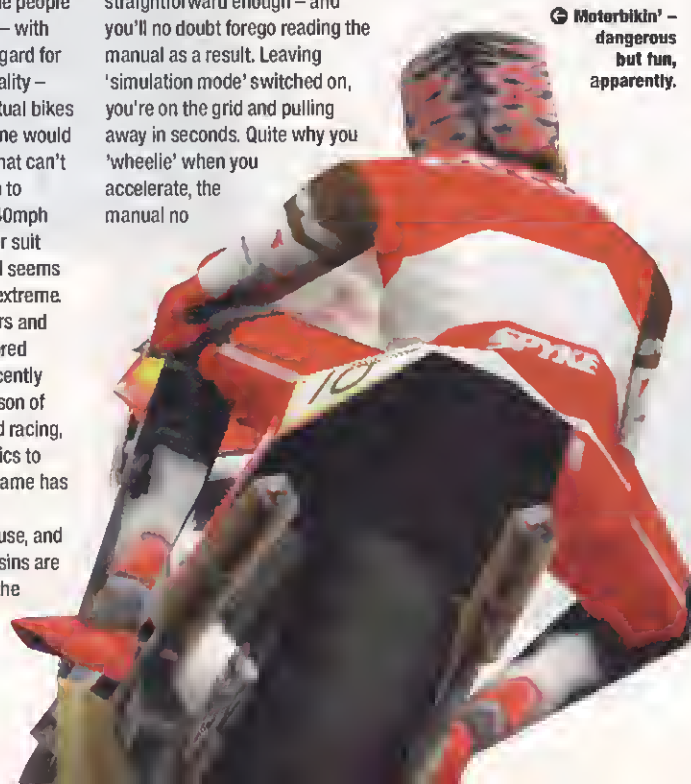 e people
– with
gard for
ality –
tual bikes
ne would
hat can't
to
0mph
r suit
l seems
extreme.
rs and
red
cently
son of
d racing,
ics to
ame has
use, and
sins are
he
straightforward enough – and
you'll no doubt forego reading the
manual as a result. Leaving
'simulation mode' switched on,
you're on the grid and pulling
away in seconds. Quite why you
'wheelie' when you
accelerate, the
manual no
Motorbikin' –
dangerous
but fun,
apparently.
SPYKE
10